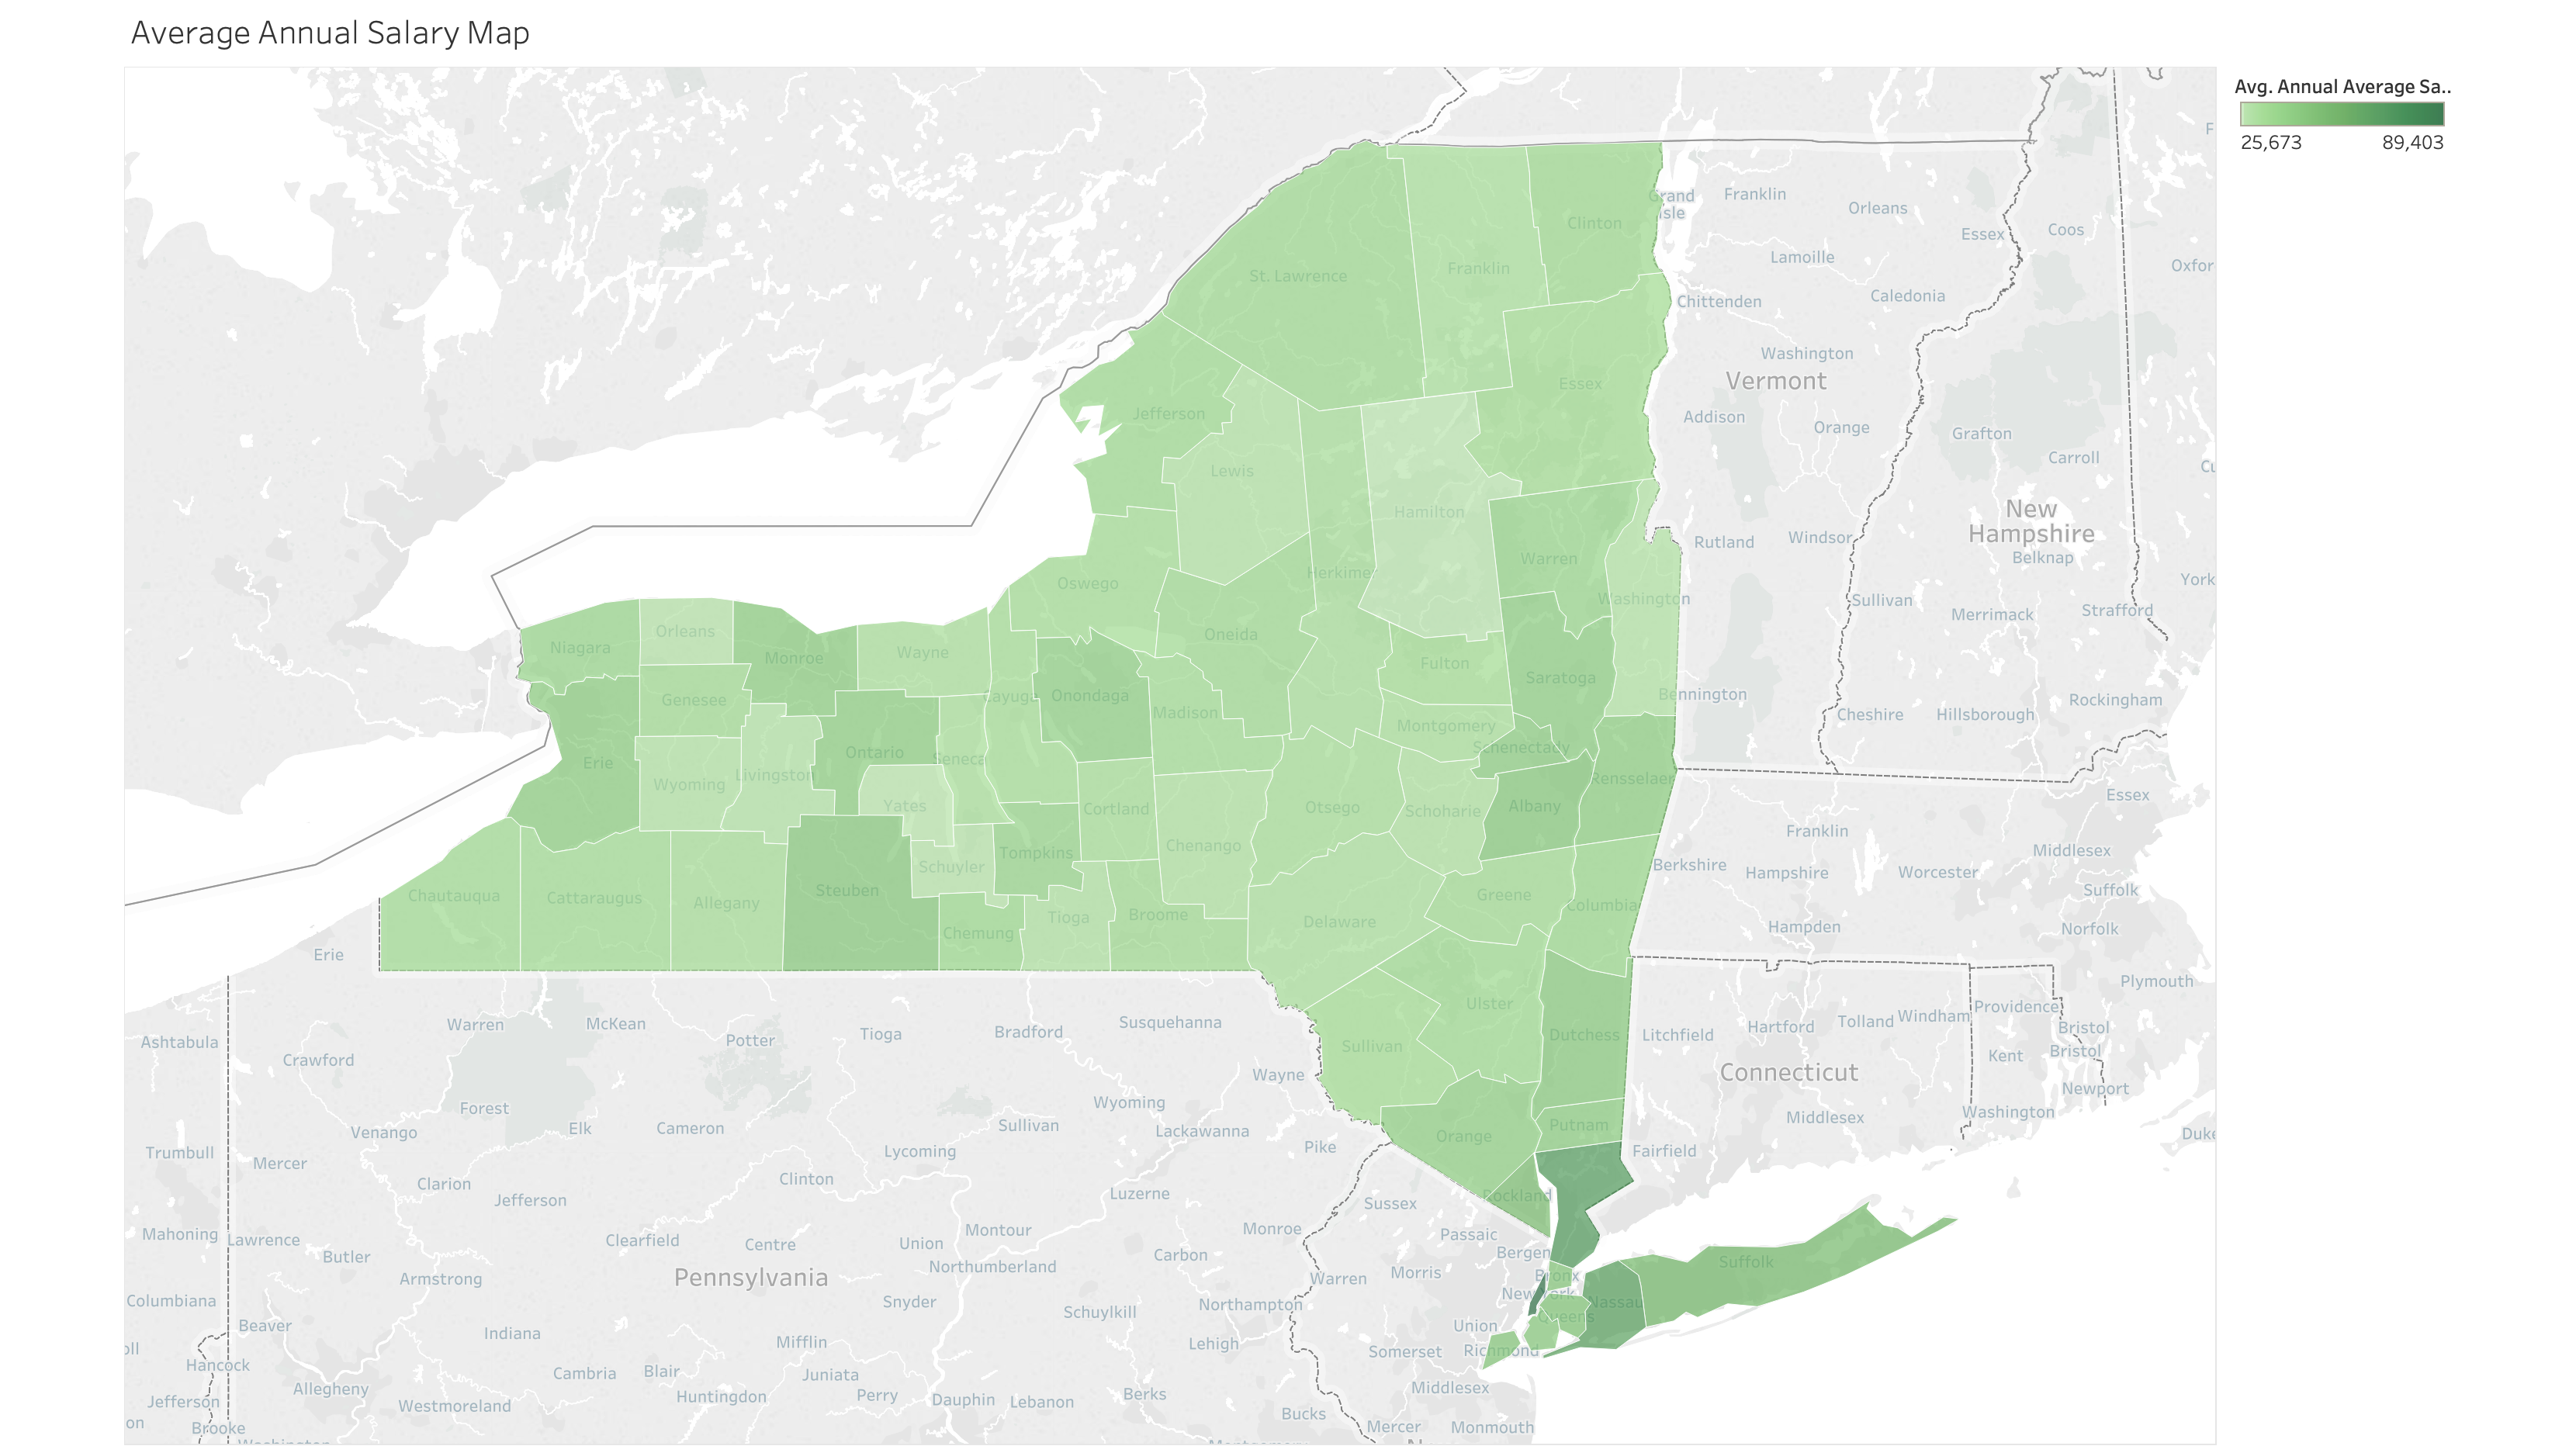 Average Annual Salary Map
Avg. Annual Average Sa..
25,673
89,403
Grand
Isle
Franklin
Orleans
Essex
Coos
Clinton
Franklin
St. Lawrence
Lamoille
Oxfor
Chittenden
Caledonia
Washington
Vermont
Essex
Jefferson
Addison
Orange
Grafton
Carroll
Lewis
Hamilton
New
Hampshire
Rutland
Windsor
Belknap
Warren
Herkimer
Oswego
York
Washington
Sullivan
Merrimack
Strafford
Niagara
Orleans
Monroe
Wayne
Oneida
Fulton
Saratoga
Genesee
Cayuga
Onondaga
Madison
Bennington
Rockingham
Cheshire
Hillsborough
Montgomery
Schenectady
Erie
Ontario
Seneca
Livingston
Wyoming
Rensselaer
Yates
Cortland
Otsego
Schoharie
Albany
Essex
Franklin
Chenango
Tompkins
Schuyler
Middlesex
Berkshire
Hampshire
Worcester
Suffolk
Chautauqua
Cattaraugus
Allegany
Steuben
Greene
Columbia
Tioga
Broome
Delaware
Chemung
Hampden
Norfolk
Erie
Plymouth
Ulster
Providence
Warren
McKean
Tioga
Bradford
Susquehanna
Sullivan
Dutchess
Litchfield
Hartford
Tolland
Windham
Bristol
Ashtabula
Crawford
Potter
Kent
Bristol
Wayne
Connecticut
Newport
Forest
Wyoming
Middlesex
Washington
Venango
Elk
Cameron
Sullivan
Lackawanna
Pike
Orange
Putnam
Duke
Trumbull
Mercer
Lycoming
Fairfield
Clarion
Jefferson
Clinton
Luzerne
Sussex
Rockland
Mahoning
Lawrence
Butler
Clearfield
Centre
Union
Montour
Monroe
Passaic
Armstrong
Northumberland
Carbon
Bergen
Suffolk
Pennsylvania
Warren
Morris
Bronx
Columbiana
Snyder
Schuylkill
Northampton
New York
Nassau
Beaver
Indiana
Mifflin
Lehigh
Union
Queens
Hancock
Cambria
Blair
Juniata
Somerset
Richmond
Jefferson
Allegheny
Westmoreland
Huntingdon
Perry
Dauphin
Lebanon
Berks
Middlesex
Brooke
Bucks
Mercer
Monmouth